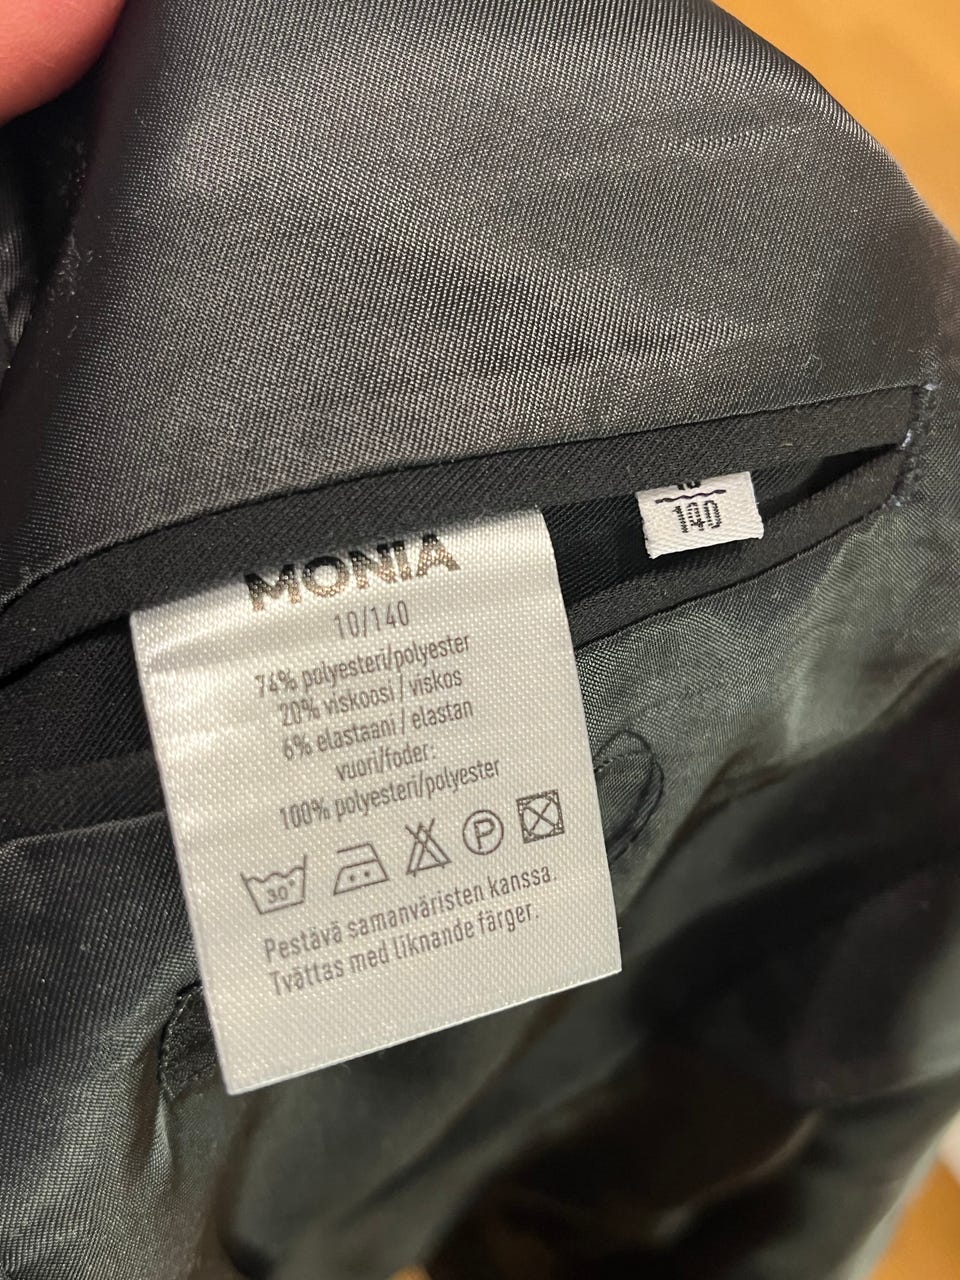 MONIA
10/140
74% polyesteri/polyester
20% viskoosi / viskos
6% elastaani / elastan
vuori/foder:
100% polyesteri/polyester
30°
P
Pestävä samanväristen kanssa.
Tvättas med liknande färger.
140